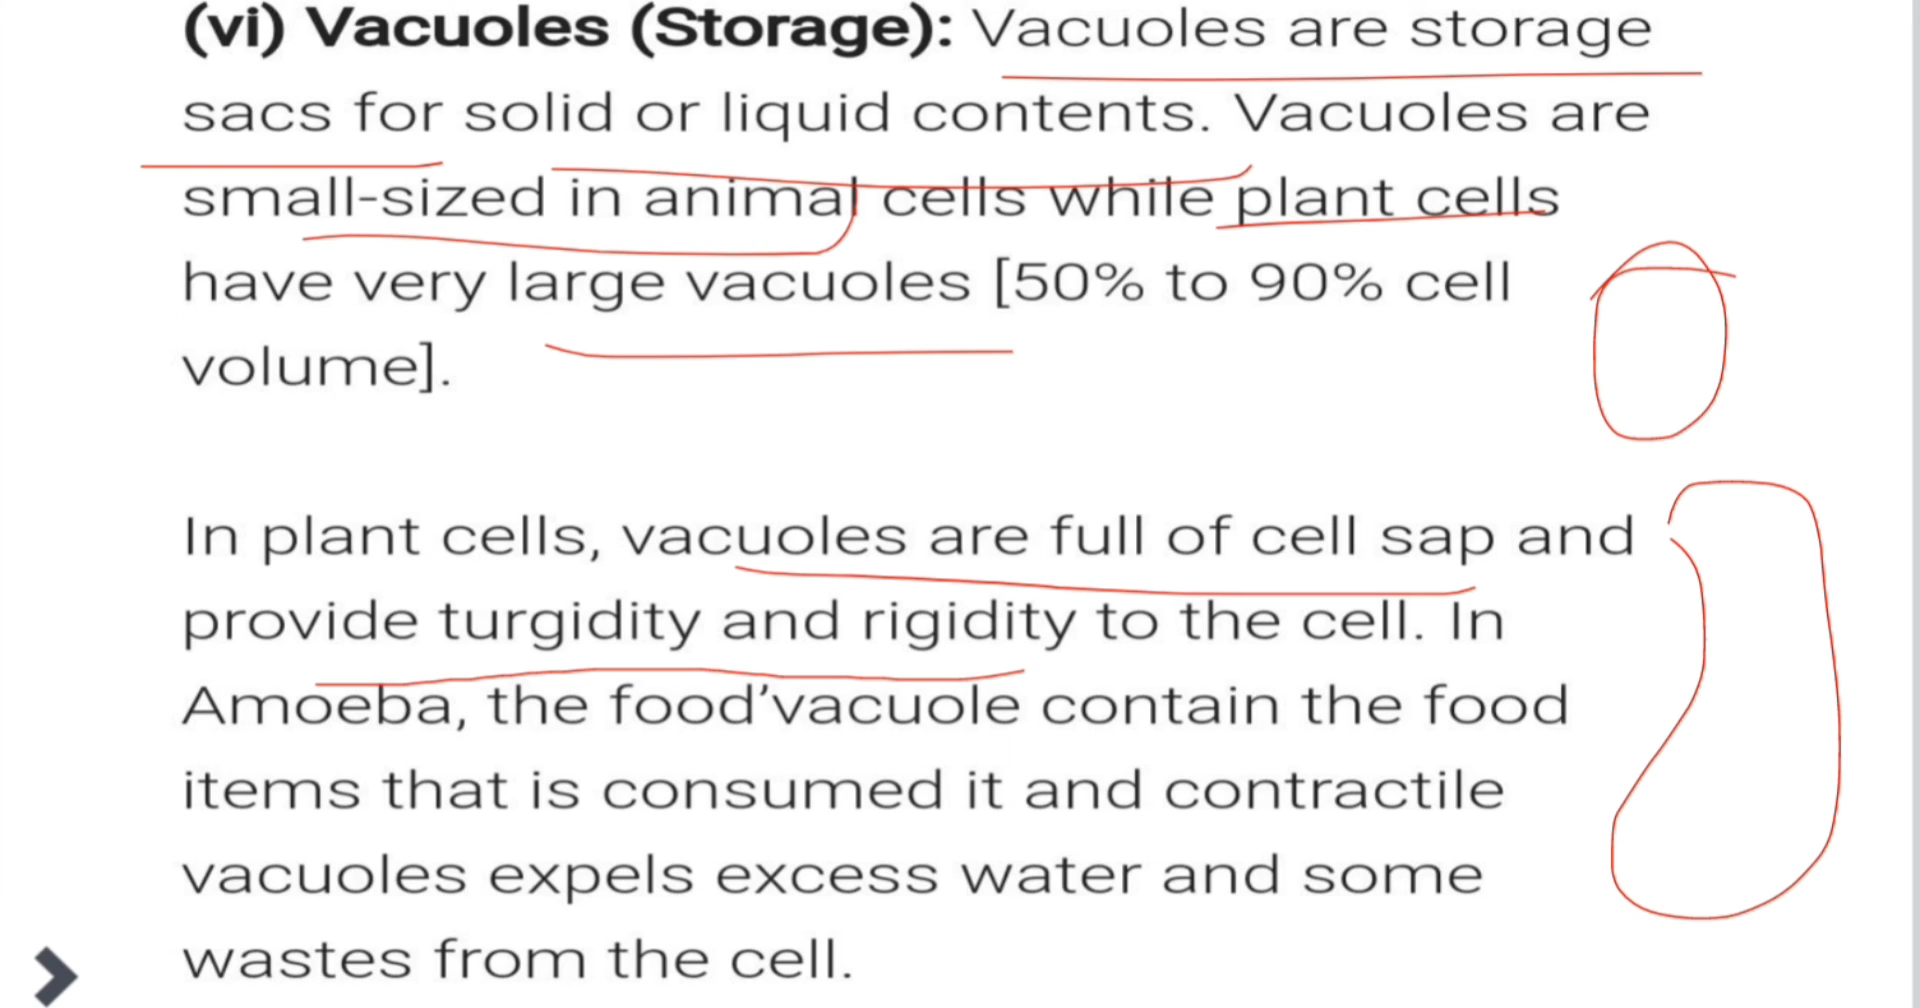 (vi) Vacuoles (Storage): Vacuoles are storage
sacs for solid or liquid contents. Vacuoles are
small-sized in animal cells while plant cells
have very large vacuoles [50% to 90% cell
volume].
In plant cells, vacuoles are full of cell sap and
provide turgidity and rigidity to the cell. In
Amoeba, the food’vacuole contain the food
items that is consumed it and contractile
vacuoles expels excess water and some
wastes from the cell.